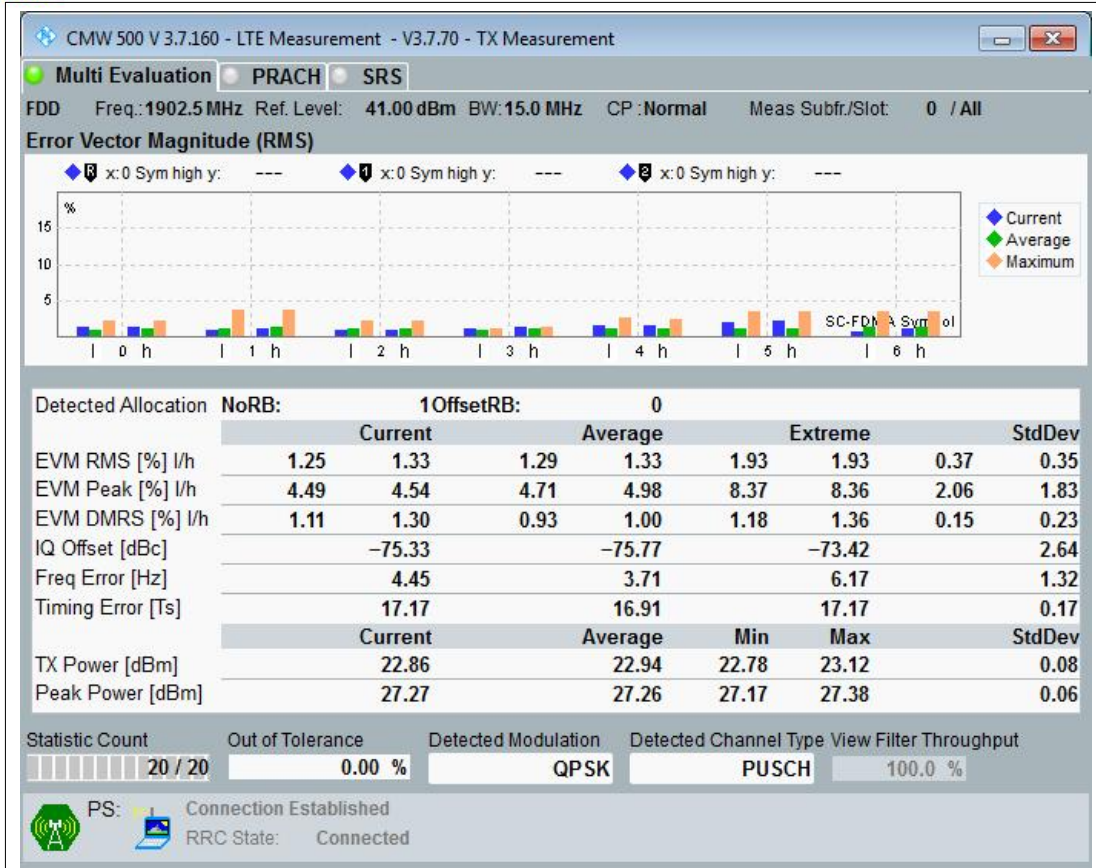 CMW 500 V 3.7.160 - LTE Measurement - V3.7.70 - TX Measurement
Multi Evaluation PRACH SRS
FDD Freq.: 1902.5 MHz Ref. Level: 41.00 dBm BW: 15.0 MHz CP : Normal Meas Subfr./Slot: 0 / All
Error Vector Magnitude (RMS)
R x: 0 Sym high y: --- 1 x: 0 Sym high y: --- 2 x: 0 Sym high y: ---
%
15
10
5
Current
Average
Maximum
SC-FDMA Symbol
l 0 h l 1 h l 2 h l 3 h l 4 h l 5 h l 6 h
Detected Allocation NoRB: 1 OffsetRB: 0
Current Average Extreme StdDev
EVM RMS [%] l/h 1.25 1.33 1.29 1.33 1.93 1.93 0.37 0.35
EVM Peak [%] l/h 4.49 4.54 4.71 4.98 8.37 8.36 2.06 1.83
EVM DMRS [%] l/h 1.11 1.30 0.93 1.00 1.18 1.36 0.15 0.23
IQ Offset [dBc] −75.33 −75.77 −73.42 2.64
Freq Error [Hz] 4.45 3.71 6.17 1.32
Timing Error [Ts] 17.17 16.91 17.17 0.17
Current Average Min Max StdDev
TX Power [dBm] 22.86 22.94 22.78 23.12 0.08
Peak Power [dBm] 27.27 27.26 27.17 27.38 0.06
Statistic Count Out of Tolerance Detected Modulation Detected Channel Type View Filter Throughput
20 / 20 0.00 % QPSK PUSCH 100.0 %
PS: Connection Established
RRC State: Connected